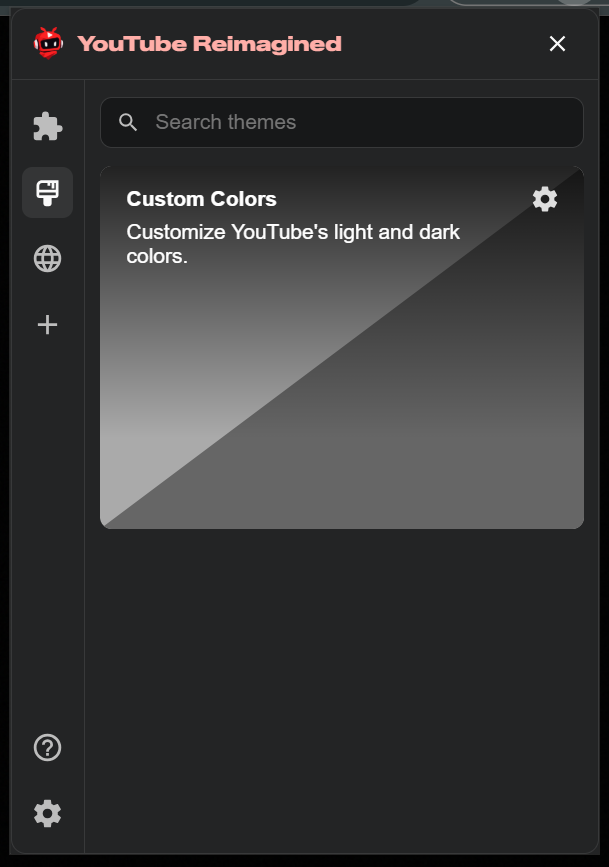 YouTube Reimagined
Search themes
Custom Colors
Customize YouTube's light and dark
colors.